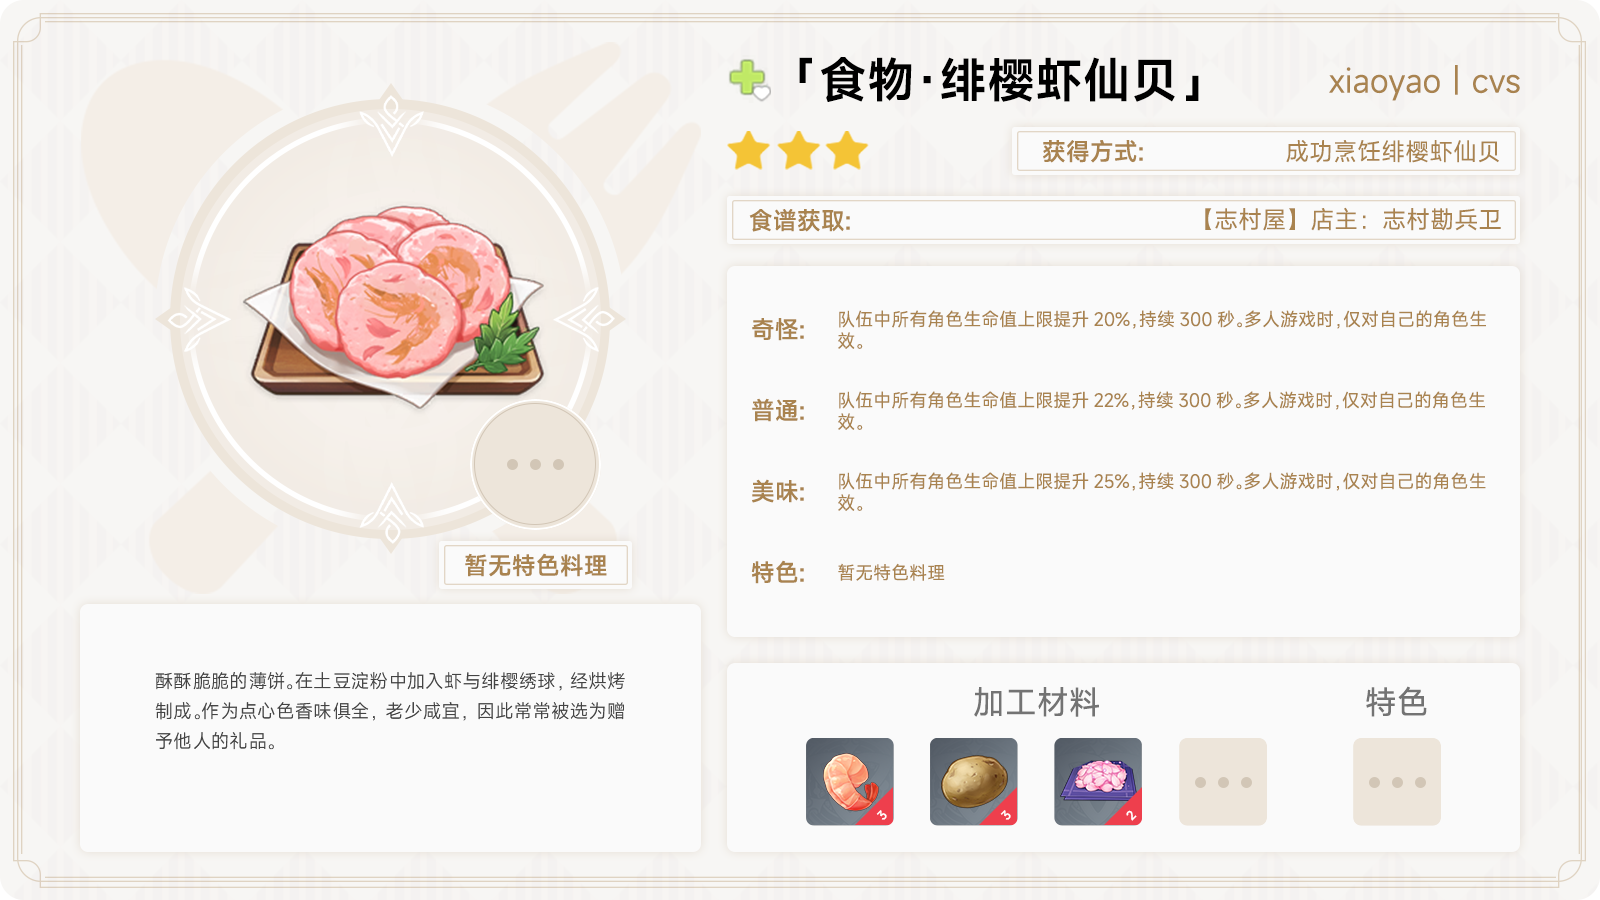 「食物·绯樱虾仙贝」
xiaoyao | cvs
获得方式: 成功烹饪绯樱虾仙贝
食谱获取: 【志村屋】店主：志村勘兵卫
奇怪: 队伍中所有角色生命值上限提升 20%,持续 300 秒。多人游戏时,仅对自己的角色生
效。
普通: 队伍中所有角色生命值上限提升 22%,持续 300 秒。多人游戏时,仅对自己的角色生
效。
美味: 队伍中所有角色生命值上限提升 25%,持续 300 秒。多人游戏时,仅对自己的角色生
效。
特色: 暂无特色料理
暂无特色料理
酥酥脆脆的薄饼。在土豆淀粉中加入虾与绯樱绣球，经烘烤
制成。作为点心色香味俱全，老少咸宜，因此常常被选为赠
予他人的礼品。
加工材料
特色
3
3
2